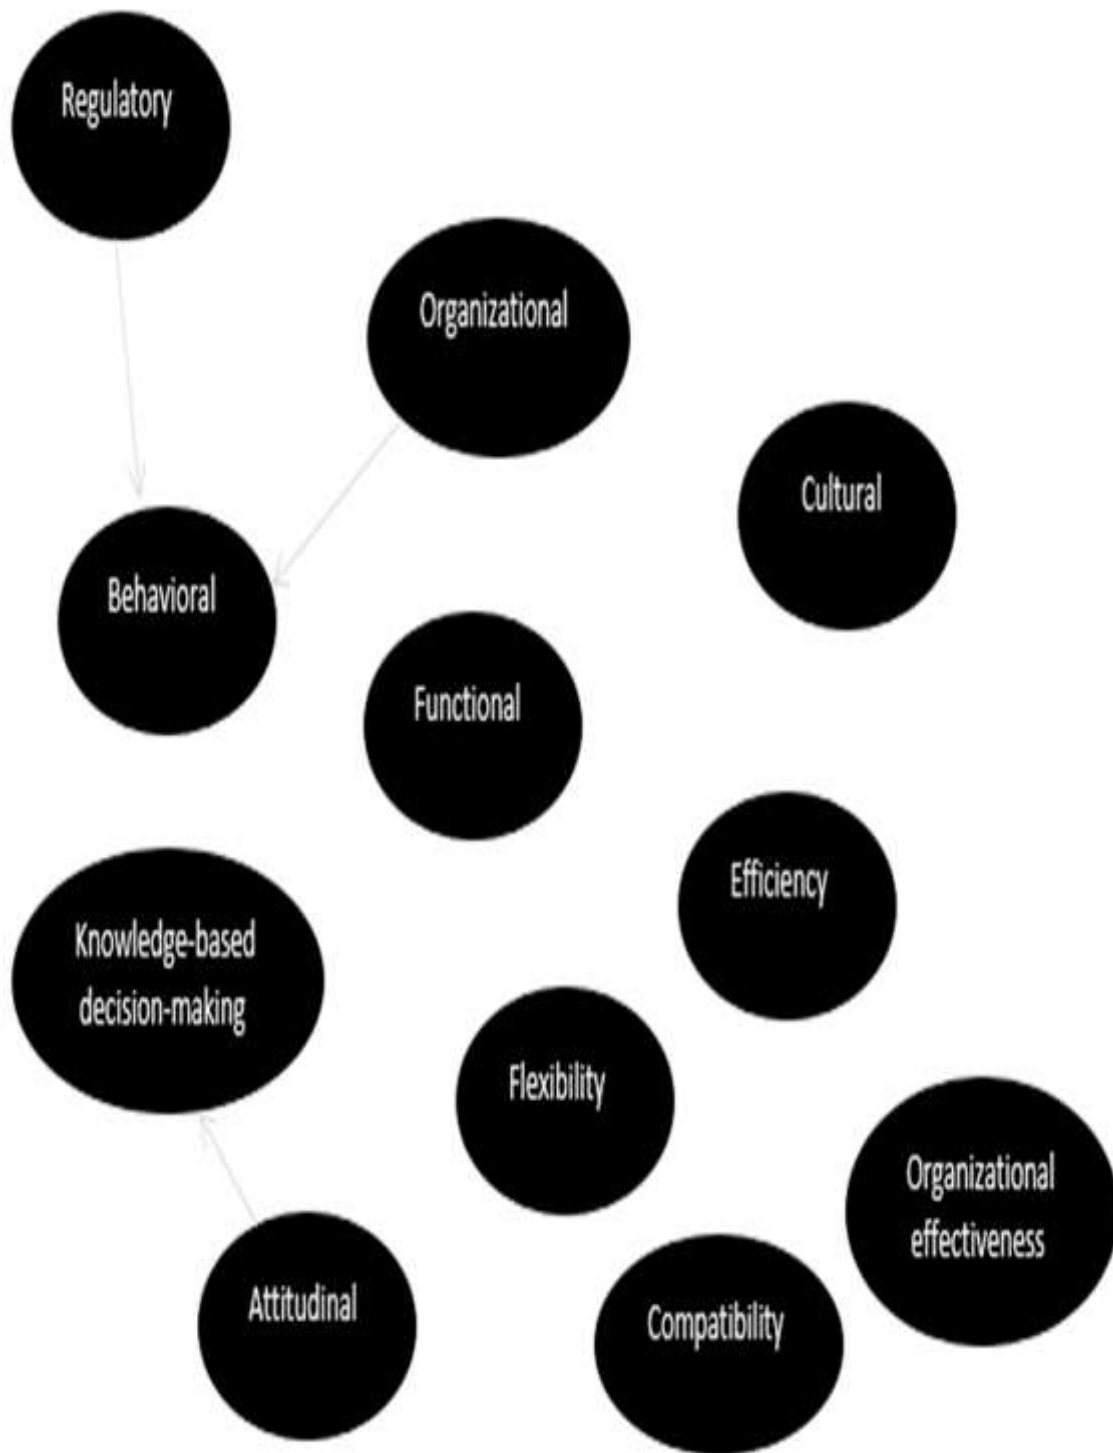 Regulatory
Organizational
Cultural
Behavioral
Functional
Efficiency
Knowledge-based
decision-making
Flexibility
Organizational
effectiveness
Attitudinal
Compatibility